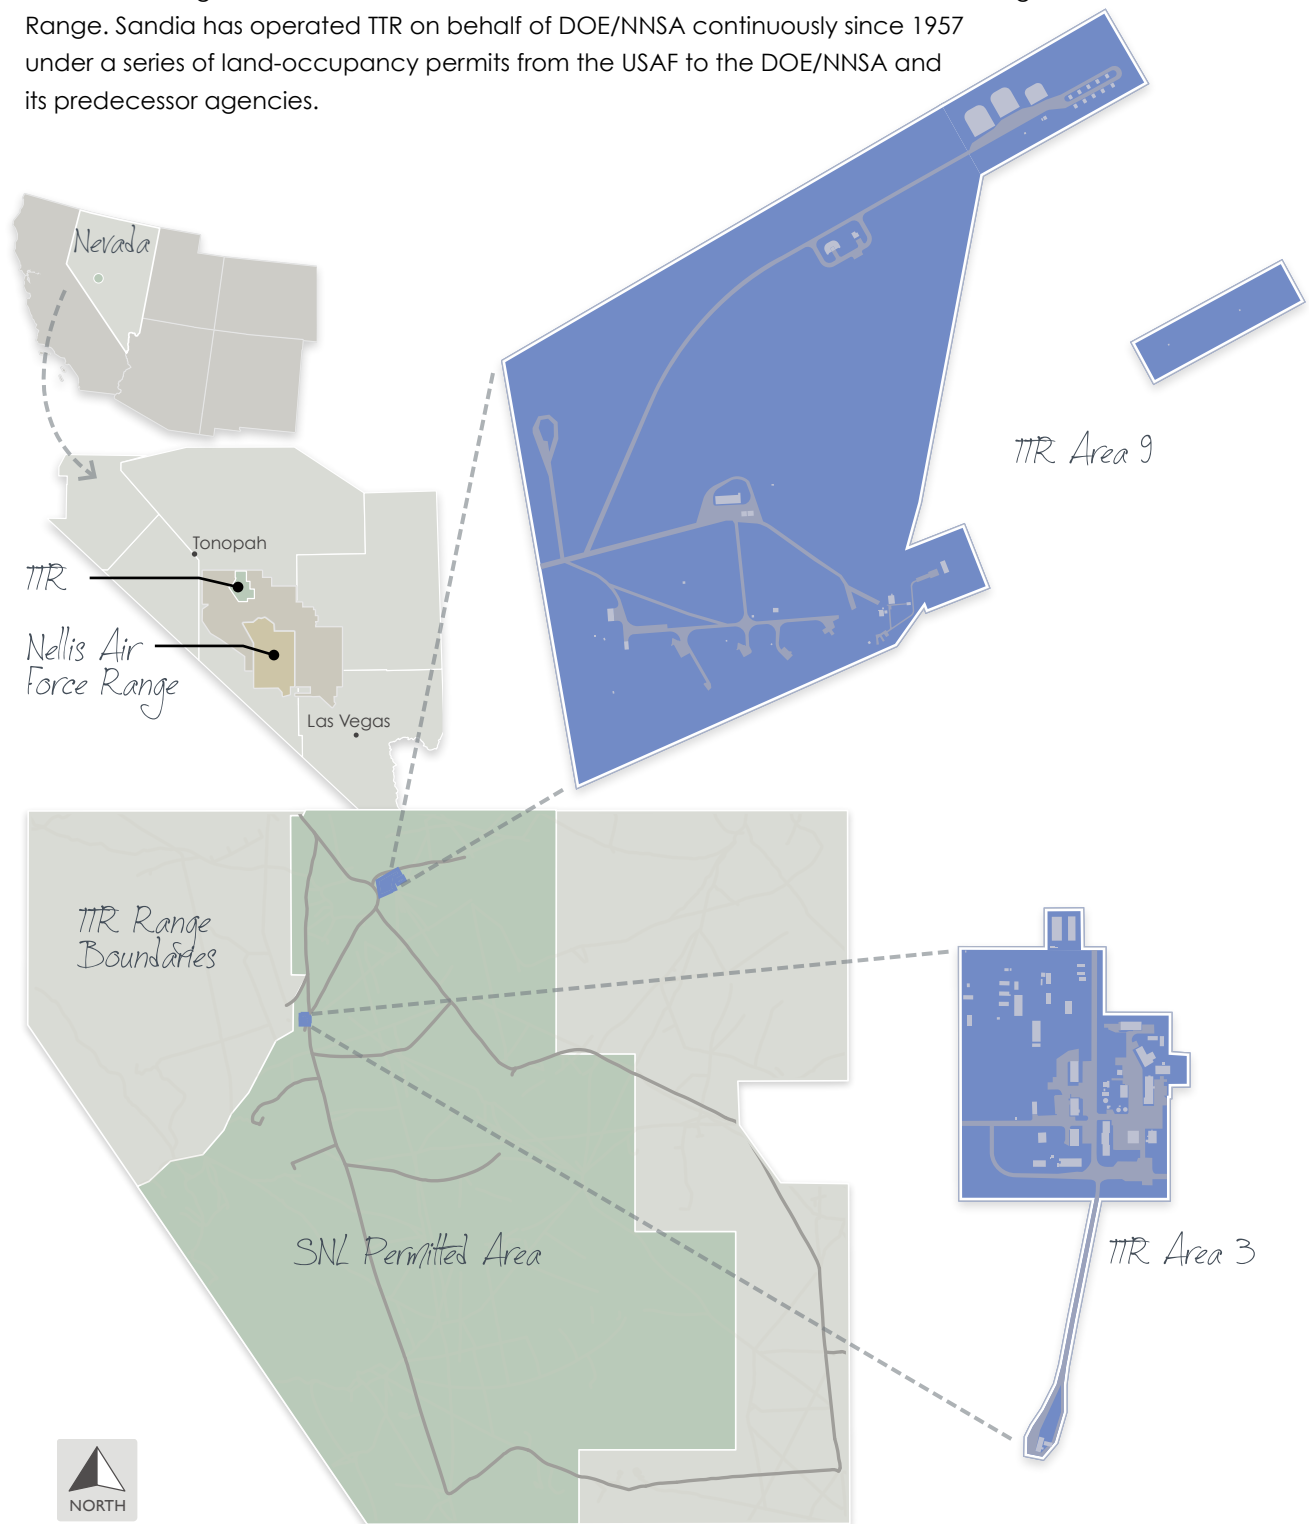 Range. Sandia has operated TTR on behalf of DOE/NNSA continuously since 1957
under a series of land-occupancy permits from the USAF to the DOE/NNSA and
its predecessor agencies.
Nevada
Tonopah
TTR
Nellis Air
Force Range
Las Vegas
TTR Area 9
TTR Range
Boundaries
SNL Permitted Area
TTR Area 3
NORTH